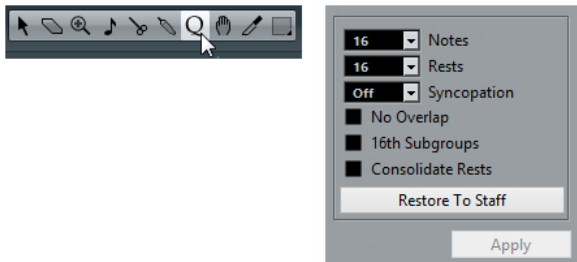 Q
16 Notes
16 Rests
Off Syncopation
No Overlap
16th Subgroups
Consolidate Rests
Restore To Staff
Apply